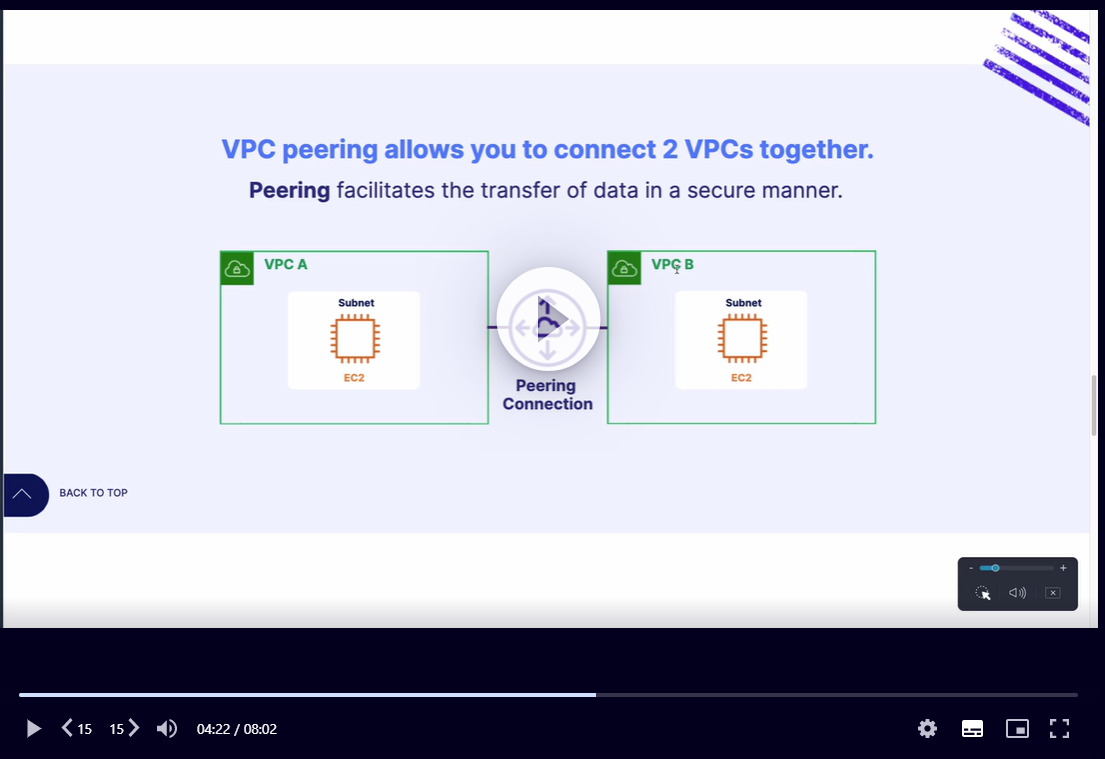 VPC peering allows you to connect 2 VPCs together.
Peering facilitates the transfer of data in a secure manner.
VPC A
Subnet
EC2
Peering
Connection
VPC B
Subnet
EC2
BACK TO TOP
- +
15 15 04:22 / 08:02